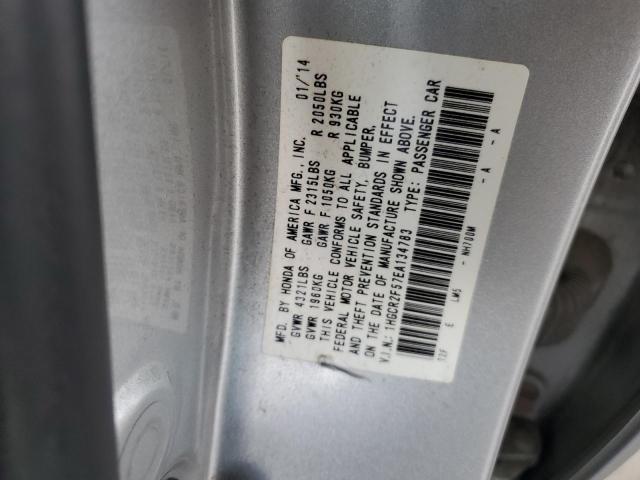 MFD. BY HONDA OF AMERICA MFG., INC. 01/'14
GVWR 4321LBS GAWR F 2315LBS R 2050LBS
GVWR 1960KG GAWR F 1050KG R 930KG
THIS VEHICLE CONFORMS TO ALL APPLICABLE
FEDERAL MOTOR VEHICLE SAFETY, BUMPER,
AND THEFT PREVENTION STANDARDS IN EFFECT
ON THE DATE OF MANUFACTURE SHOWN ABOVE.
V.I.N.: 1HGCR2F57EA134783 TYPE: PASSENGER CAR
T2F E LM5 - NH700M - A - A